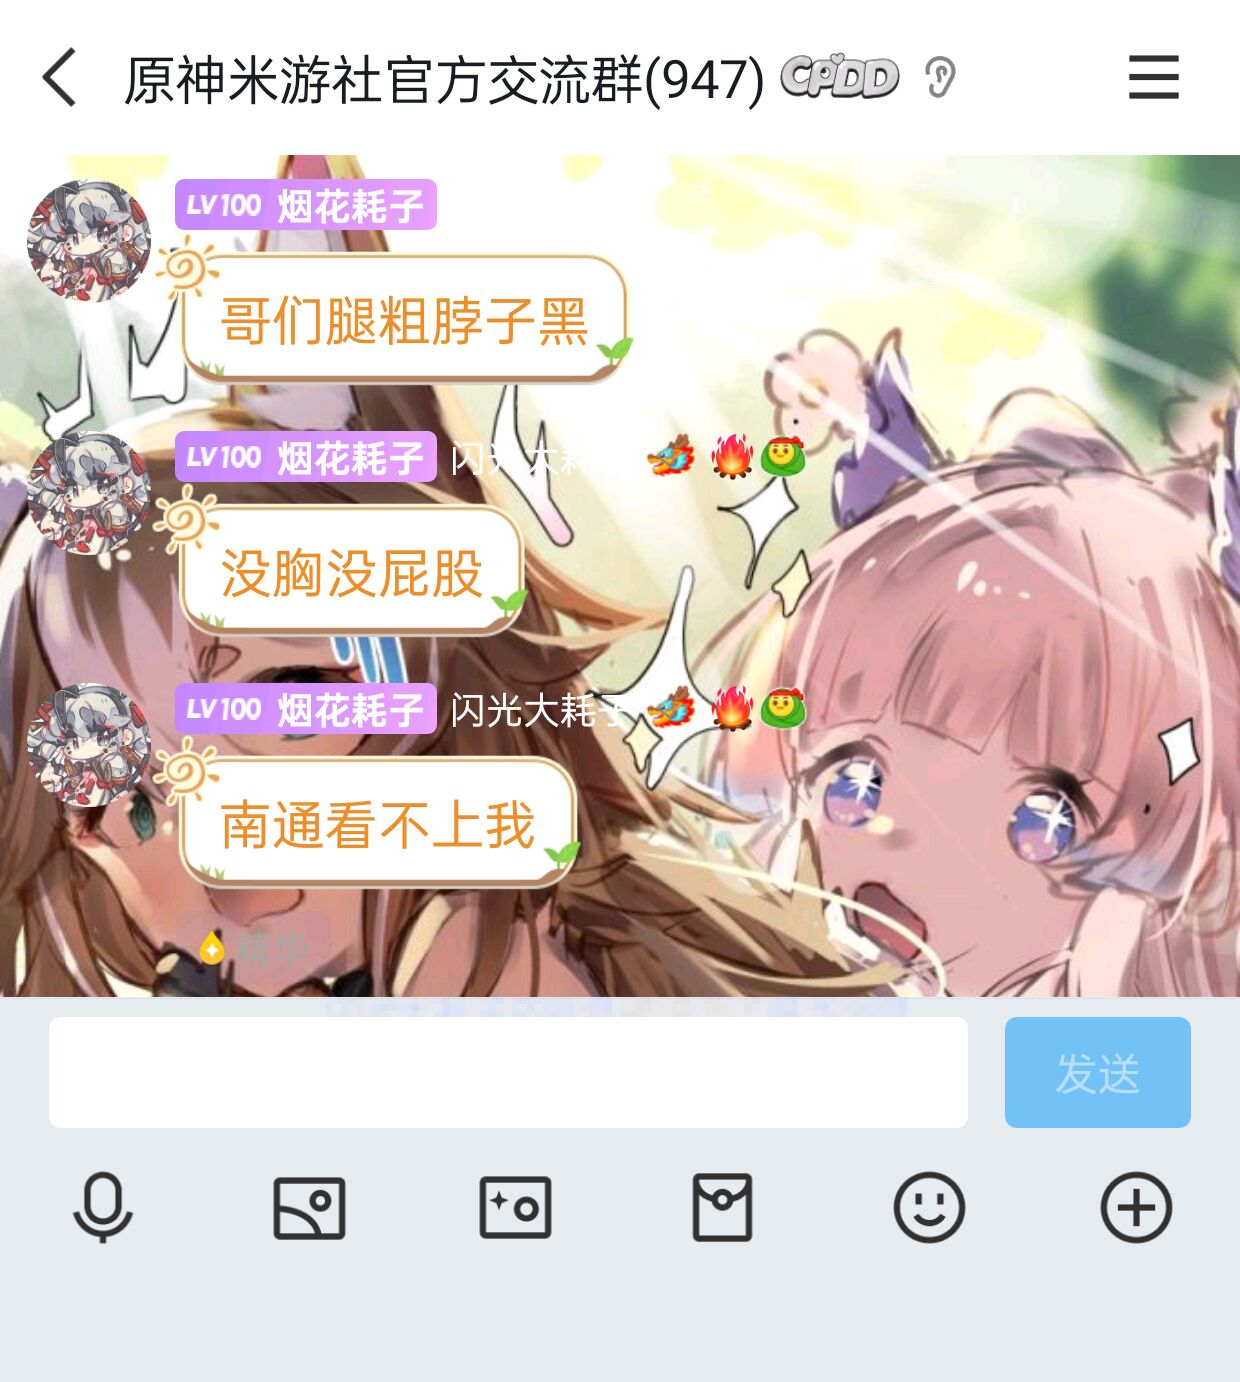 原神米游社官方交流群(947) CPDD
LV100 烟花耗子
哥们腿粗脖子黑
LV100 烟花耗子 闪光大耗
没胸没屁股
LV100 烟花耗子 闪光大耗子
南通看不上我
精华
发送